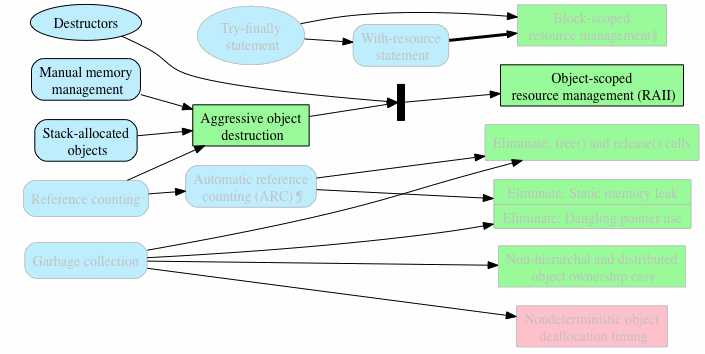 Destructors
Try-finally
statement
With-resource
statement
Block-scoped
resource management§
Manual memory
management
Object-scoped
resource management (RAII)
Aggressive object
destruction
Stack-allocated
objects
Eliminate: free() and release() calls
Reference counting
Automatic reference
counting (ARC) ¶
Eliminate: Static memory leak
Eliminate: Dangling pointer use
Garbage collection
Non-hierarchal and distributed
object ownership easy
Nondeterministic object
deallocation timing